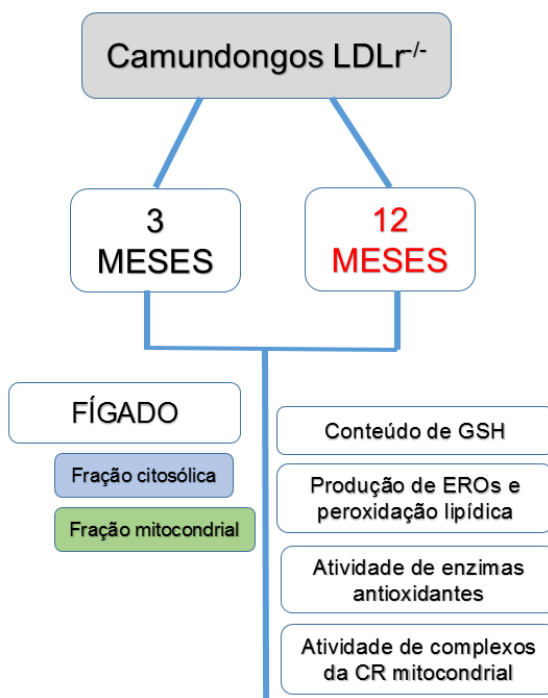 Camundongos LDLr-/-
3
MESES
12
MESES
FÍGADO
Fração citosólica
Fração mitocondrial
Conteúdo de GSH
Produção de EROs e
peroxidação lipídica
Atividade de enzimas
antioxidantes
Atividade de complexos
da CR mitocondrial